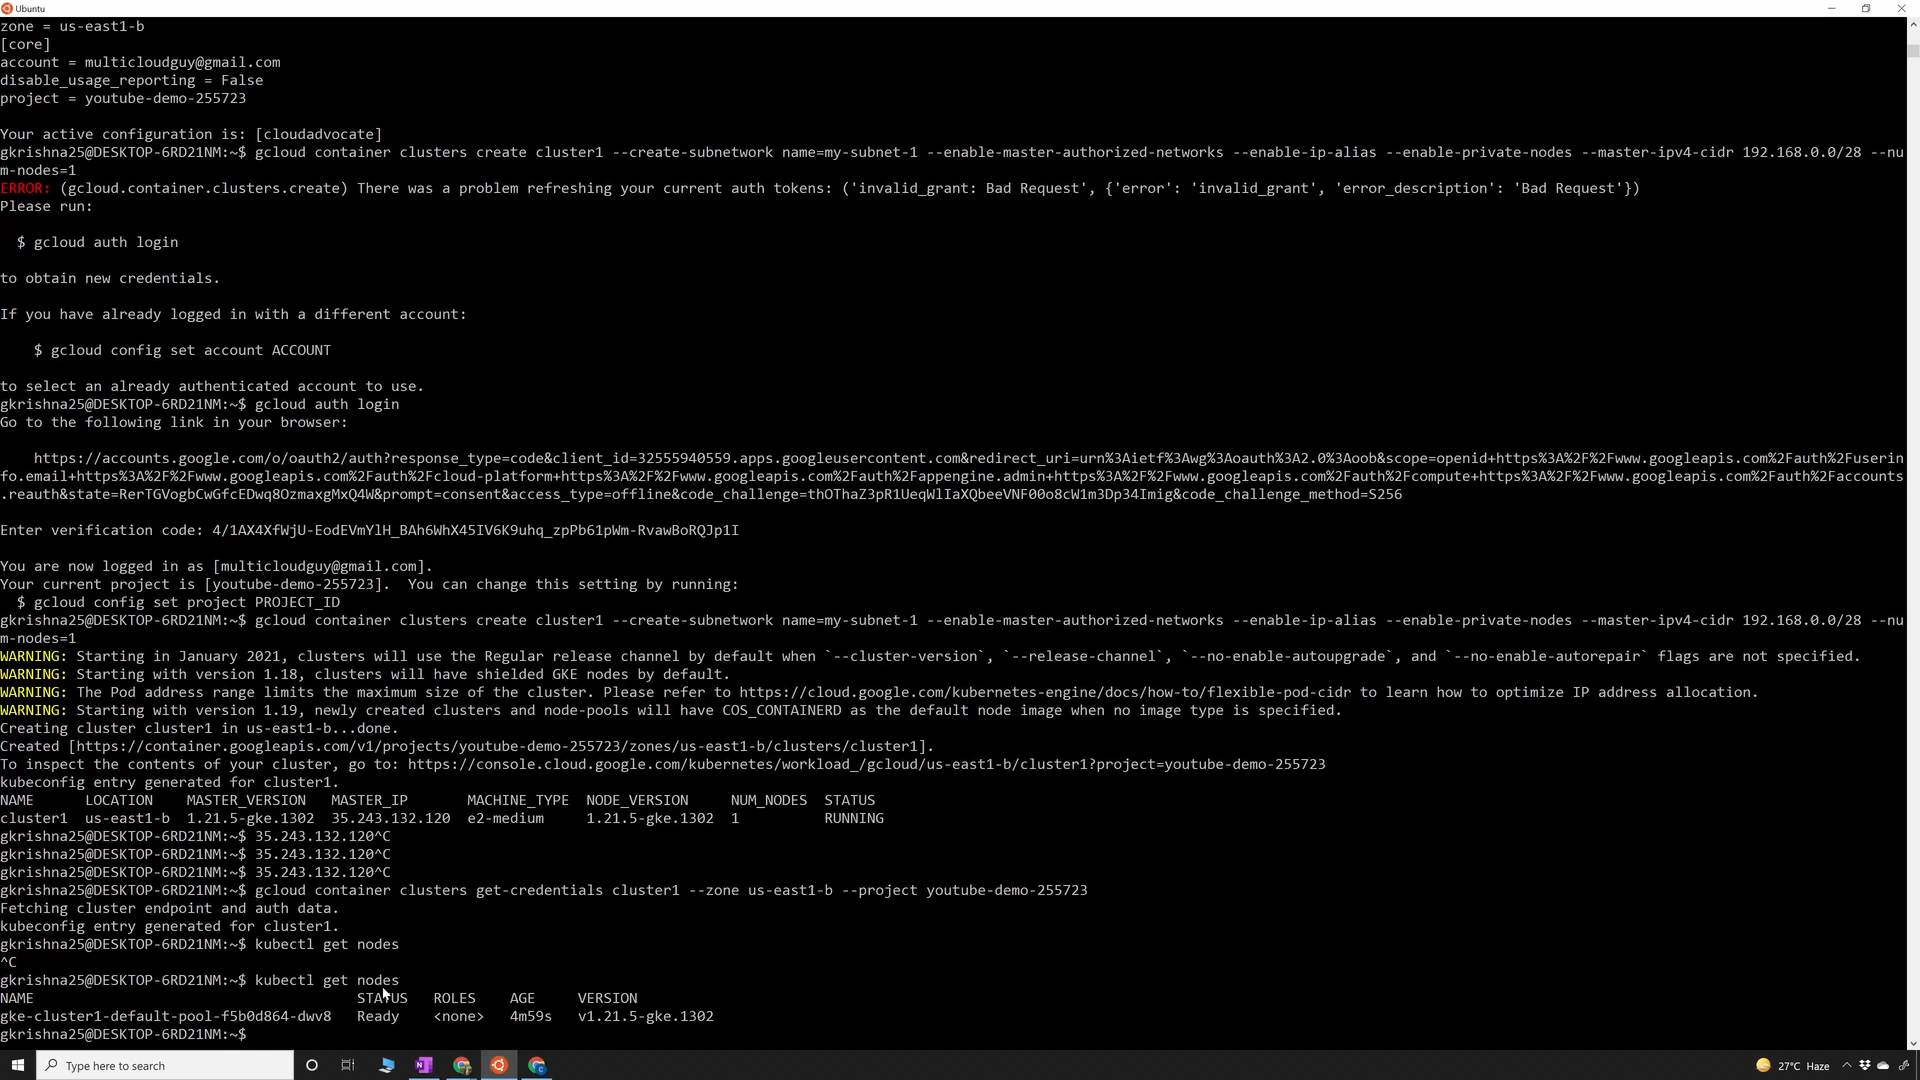 Ubuntu
zone = us-east1-b
[core]
account = multicloudguy@gmail.com
disable_usage_reporting = False
project = youtube-demo-255723
Your active configuration is: [cloudadvocate]
gkrishna25@DESKTOP-6RD21NM:~$ gcloud container clusters create cluster1 --create-subnetwork name=my-subnet-1 --enable-master-authorized-networks --enable-ip-alias --enable-private-nodes --master-ipv4-cidr 192.168.0.0/28 --nu
m-nodes=1
ERROR: (gcloud.container.clusters.create) There was a problem refreshing your current auth tokens: ('invalid_grant: Bad Request', {'error': 'invalid_grant', 'error_description': 'Bad Request'})
Please run:
$ gcloud auth login
to obtain new credentials.
If you have already logged in with a different account:
$ gcloud config set account ACCOUNT
to select an already authenticated account to use.
gkrishna25@DESKTOP-6RD21NM:~$ gcloud auth login
Go to the following link in your browser:
https://accounts.google.com/o/oauth2/auth?response_type=code&client_id=32555940559.apps.googleusercontent.com&redirect_uri=urn%3Aietf%3Awg%3Aoauth%3A2.0%3Aoob&scope=openid+https%3A%2F%2Fwww.googleapis.com%2Fauth%2Fuserin
fo.email+https%3A%2F%2Fwww.googleapis.com%2Fauth%2Fcloud-platform+https%3A%2F%2Fwww.googleapis.com%2Fauth%2Fappengine.admin+https%3A%2F%2Fwww.googleapis.com%2Fauth%2Fcompute+https%3A%2F%2Fwww.googleapis.com%2Fauth%2Faccounts
.reauth&state=RerTGVogbCwGfcEDwq8OzmaxgMxQ4W&prompt=consent&access_type=offline&code_challenge=thOThaZ3pR1UeqWlIaXQbeeVNF00o8cW1m3Dp34Imig&code_challenge_method=S256
Enter verification code: 4/1AX4XfWjU-EodEVmYlH_BAh6WhX45IV6K9uhq_zpPb61pWm-RvawBoRQJp1I
You are now logged in as [multicloudguy@gmail.com].
Your current project is [youtube-demo-255723].  You can change this setting by running:
$ gcloud config set project PROJECT_ID
gkrishna25@DESKTOP-6RD21NM:~$ gcloud container clusters create cluster1 --create-subnetwork name=my-subnet-1 --enable-master-authorized-networks --enable-ip-alias --enable-private-nodes --master-ipv4-cidr 192.168.0.0/28 --nu
m-nodes=1
WARNING: Starting in January 2021, clusters will use the Regular release channel by default when `--cluster-version`, `--release-channel`, `--no-enable-autoupgrade`, and `--no-enable-autorepair` flags are not specified.
WARNING: Starting with version 1.18, clusters will have shielded GKE nodes by default.
WARNING: The Pod address range limits the maximum size of the cluster. Please refer to https://cloud.google.com/kubernetes-engine/docs/how-to/flexible-pod-cidr to learn how to optimize IP address allocation.
WARNING: Starting with version 1.19, newly created clusters and node-pools will have COS_CONTAINERD as the default node image when no image type is specified.
Creating cluster cluster1 in us-east1-b...done.
Created [https://container.googleapis.com/v1/projects/youtube-demo-255723/zones/us-east1-b/clusters/cluster1].
To inspect the contents of your cluster, go to: https://console.cloud.google.com/kubernetes/workload_/gcloud/us-east1-b/cluster1?project=youtube-demo-255723
kubeconfig entry generated for cluster1.
NAME      LOCATION    MASTER_VERSION   MASTER_IP       MACHINE_TYPE  NODE_VERSION     NUM_NODES  STATUS
cluster1  us-east1-b  1.21.5-gke.1302  35.243.132.120  e2-medium     1.21.5-gke.1302  1          RUNNING
gkrishna25@DESKTOP-6RD21NM:~$ 35.243.132.120^C
gkrishna25@DESKTOP-6RD21NM:~$ 35.243.132.120^C
gkrishna25@DESKTOP-6RD21NM:~$ 35.243.132.120^C
gkrishna25@DESKTOP-6RD21NM:~$ gcloud container clusters get-credentials cluster1 --zone us-east1-b --project youtube-demo-255723
Fetching cluster endpoint and auth data.
kubeconfig entry generated for cluster1.
gkrishna25@DESKTOP-6RD21NM:~$ kubectl get nodes
^C
gkrishna25@DESKTOP-6RD21NM:~$ kubectl get nodes
NAME                                      STATUS   ROLES    AGE     VERSION
gke-cluster1-default-pool-f5b0d864-dwv8   Ready    <none>   4m59s   v1.21.5-gke.1302
gkrishna25@DESKTOP-6RD21NM:~$
Type here to search
27°C Haze